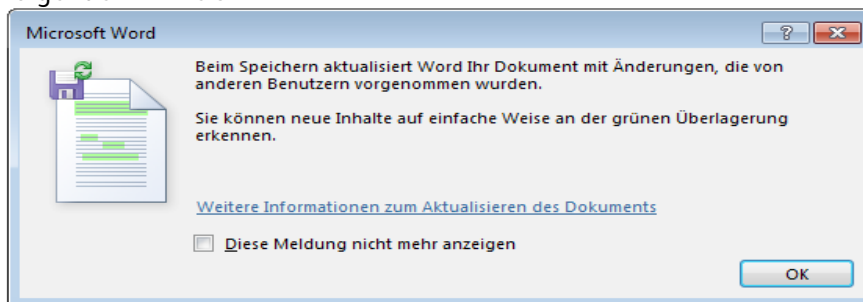 Microsoft Word
Beim Speichern aktualisiert Word Ihr Dokument mit Änderungen, die von
anderen Benutzern vorgenommen wurden.
Sie können neue Inhalte auf einfache Weise an der grünen Überlagerung
erkennen.
Weitere Informationen zum Aktualisieren des Dokuments
Diese Meldung nicht mehr anzeigen
OK